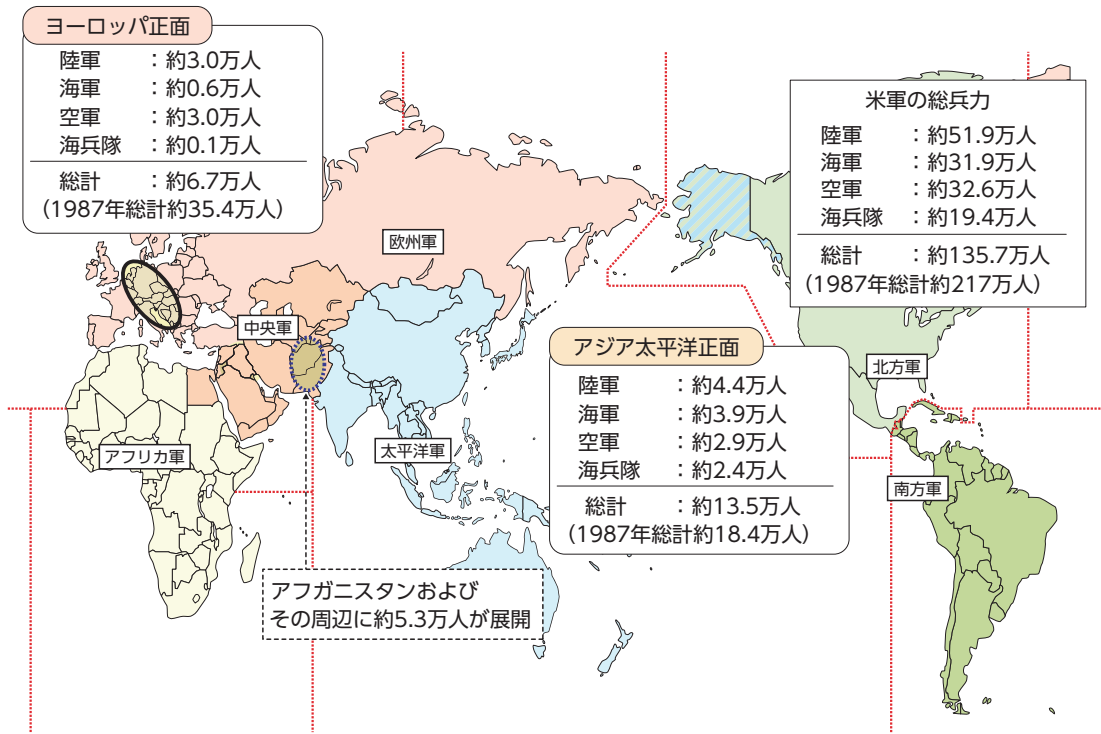 ヨーロッパ正面
陸軍 ：約3.0万人
海軍 ：約0.6万人
空軍 ：約3.0万人
海兵隊 ：約0.1万人
総計 ：約6.7万人
（1987年総計約35.4万人）
米軍の総兵力
陸軍 ：約51.9万人
海軍 ：約31.9万人
空軍 ：約32.6万人
海兵隊 ：約19.4万人
総計 ：約135.7万人
（1987年総計約217万人）
欧州軍
中央軍
アジア太平洋正面
陸軍 ：約4.4万人
海軍 ：約3.9万人
空軍 ：約2.9万人
海兵隊 ：約2.4万人
総計 ：約13.5万人
（1987年総計約18.4万人）
北方軍
アフリカ軍
太平洋軍
南方軍
アフガニスタンおよび
その周辺に約5.3万人が展開